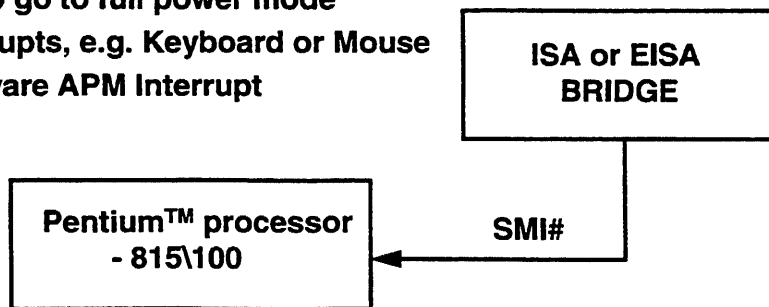 go to full power mode
upts, e.g. Keyboard or Mouse
vare APM Interrupt
ISA or EISA
BRIDGE
Pentium™ processor
- 815\100
SMI#